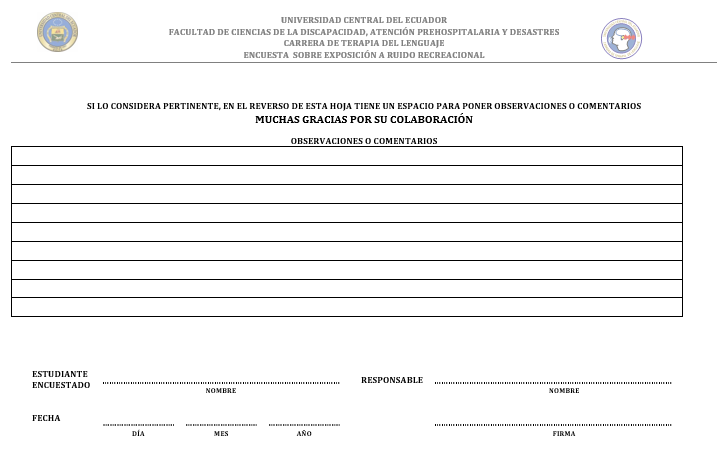 UNIVERSIDAD CENTRAL DEL ECUADOR
FACULTAD DE CIENCIAS DE LA DISCAPACIDAD, ATENCIÓN PREHOSPITALARIA Y DESASTRES
CARRERA DE TERAPIA DEL LENGUAJE
ENCUESTA SOBRE EXPOSICIÓN A RUIDO RECREACIONAL
SI LO CONSIDERA PERTINENTE, EN EL REVERSO DE ESTA HOJA TIENE UN ESPACIO PARA PONER OBSERVACIONES O COMENTARIOS
MUCHAS GRACIAS POR SU COLABORACIÓN
OBSERVACIONES O COMENTARIOS
ESTUDIANTE
ENCUESTADO
NOMBRE
RESPONSABLE
NOMBRE
FECHA
DÍA MES AÑO
FIRMA